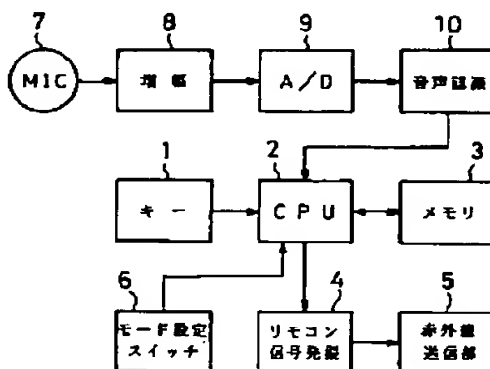 7 8 9 10
MIC 増幅 A/D 音声認識
1 2 3
キー CPU メモリ
6 4 5
モード設定 リモコン 赤外線
スイッチ 信号発製 送信部